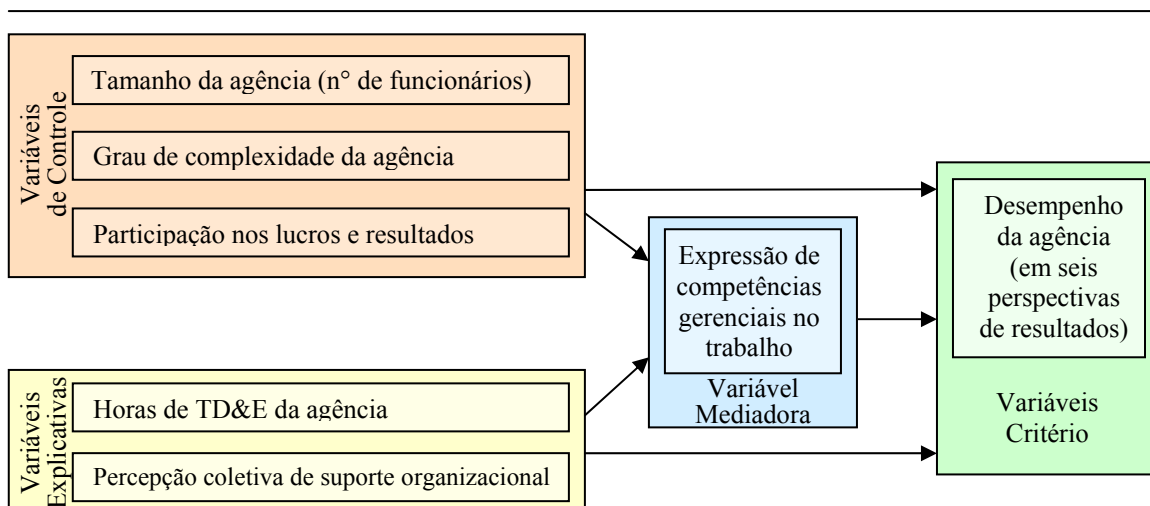 Variáveis
de Controle
Tamanho da agência (n° de funcionários)
Grau de complexidade da agência
Participação nos lucros e resultados
Variáveis
Explicativas
Horas de TD&E da agência
Percepção coletiva de suporte organizacional
Expressão de
competências
gerenciais no
trabalho
Variável
Mediadora
Desempenho
da agência
(em seis
perspectivas
de resultados)
Variáveis
Critério